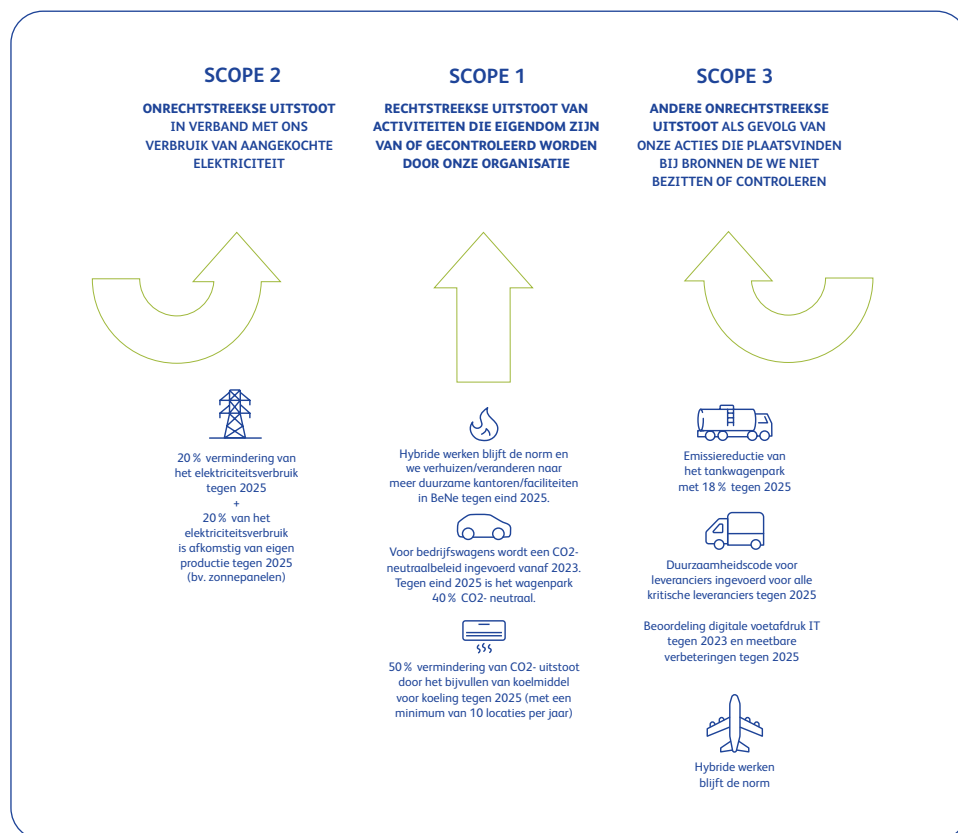 SCOPE 2
ONRECHTSTREEKSE UITSTOOT
IN VERBAND MET ONS
VERBRUIK VAN AANGEKOCHTE
ELEKTRICITEIT
20 % vermindering van
het elektriciteitsverbruik
tegen 2025
+
20 % van het
elektriciteitsverbruik
is afkomstig van eigen
productie tegen 2025
(bv. zonnepanelen)
SCOPE 1
RECHTSTREEKSE UITSTOOT VAN
ACTIVITEITEN DIE EIGENDOM ZIJN
VAN OF GECONTROLEERD WORDEN
DOOR ONZE ORGANISATIE
Hybride werken blijft de norm en
we verhuizen/veranderen naar
meer duurzame kantoren/faciliteiten
in BeNe tegen eind 2025.
Voor bedrijfswagens wordt een CO2-
neutraalbeleid ingevoerd vanaf 2023.
Tegen eind 2025 is het wagenpark
40 % CO2- neutraal.
50 % vermindering van CO2- uitstoot
door het bijvullen van koelmiddel
voor koeling tegen 2025 (met een
minimum van 10 locaties per jaar)
SCOPE 3
ANDERE ONRECHTSTREEKSE
UITSTOOT ALS GEVOLG VAN
ONZE ACTIES DIE PLAATSVINDEN
BIJ BRONNEN DE WE NIET
BEZITTEN OF CONTROLEREN
Emissiereductie van
het tankwagenpark
met 18 % tegen 2025
Duurzaamheidscode voor
leveranciers ingevoerd voor alle
kritische leveranciers tegen 2025
Beoordeling digitale voetafdruk IT
tegen 2023 en meetbare
verbeteringen tegen 2025
Hybride werken
blijft de norm